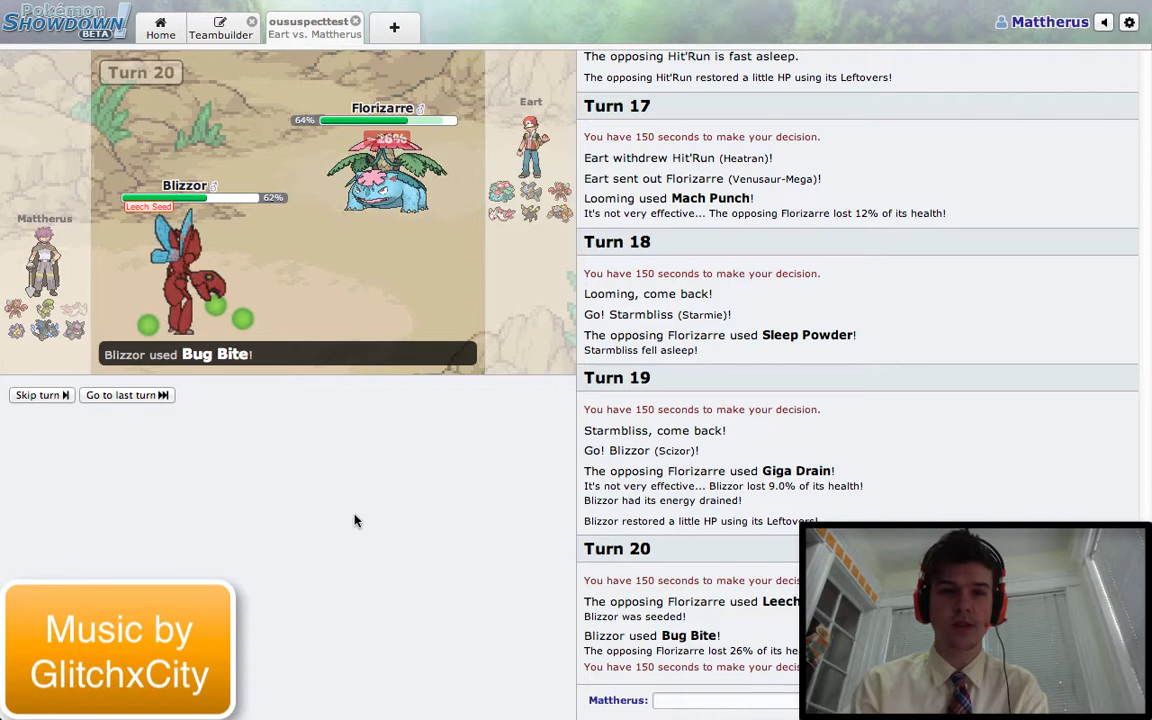 Pokémon
SHOWDOWN!
BETA
Home
Teambuilder
oususpecttest
Eart vs. Mattherus
+
Mattherus
Turn 20
Florizarre
64%
-26%
Eart
Blizzor
62%
Leech Seed
Mattherus
Blizzor used Bug Bite!
Skip turn
Go to last turn
Music by
GlitchxCity
The opposing Hit'Run is fast asleep.
The opposing Hit'Run restored a little HP using its Leftovers!
Turn 17
You have 150 seconds to make your decision.
Eart withdrew Hit'Run (Heatran)!
Eart sent out Florizarre (Venusaur-Mega)!
Looming used Mach Punch!
It's not very effective... The opposing Florizarre lost 12% of its health!
Turn 18
You have 150 seconds to make your decision.
Looming, come back!
Go! Starmbliss (Starmie)!
The opposing Florizarre used Sleep Powder!
Starmbliss fell asleep!
Turn 19
You have 150 seconds to make your decision.
Starmbliss, come back!
Go! Blizzor (Scizor)!
The opposing Florizarre used Giga Drain!
It's not very effective... Blizzor lost 9.0% of its health!
Blizzor had its energy drained!
Blizzor restored a little HP using its Leftovers!
Turn 20
You have 150 seconds to make your decis
The opposing Florizarre used Leech
Blizzor was seeded!
Blizzor used Bug Bite!
The opposing Florizarre lost 26% of its hea
You have 150 seconds to make your decis
Mattherus: